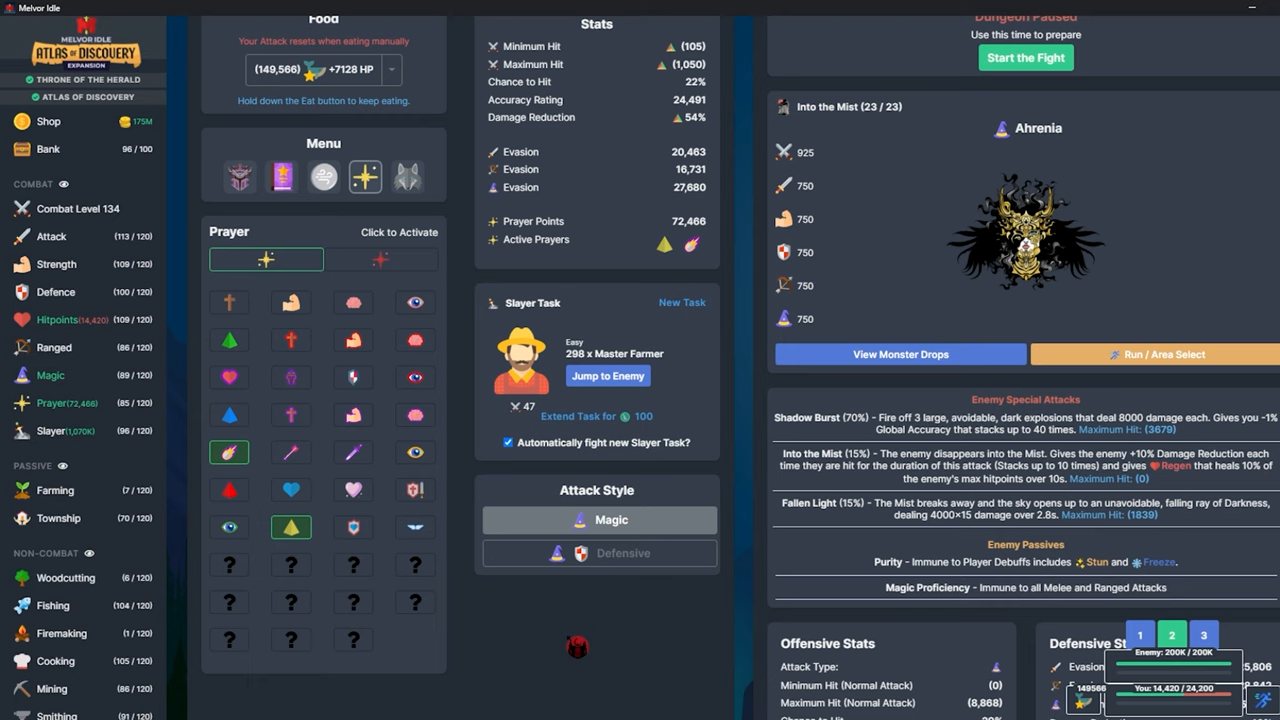 Melvor Idle
MELVOR IDLE
ATLAS OF DISCOVERY
EXPANSION
THRONE OF THE HERALD
ATLAS OF DISCOVERY
Shop 175M
Bank 96 / 100
COMBAT
Combat Level 134
Attack (113 / 120)
Strength (109 / 120)
Defence (100 / 120)
Hitpoints(14,420) (109 / 120)
Ranged (86 / 120)
Magic (89 / 120)
Prayer(72,466) (85 / 120)
Slayer(1,070K) (96 / 120)
PASSIVE
Farming (7 / 120)
Township (70 / 120)
NON-COMBAT
Woodcutting (6 / 120)
Fishing (104 / 120)
Firemaking (1 / 120)
Cooking (105 / 120)
Mining (86 / 120)
Smithing (91 / 120)
Food
Your Attack resets when eating manually
(149,566) +7128 HP
Hold down the Eat button to keep eating.
Menu
Prayer Click to Activate
? ? ? ?
? ? ? ?
? ? ?
Stats
Minimum Hit (105)
Maximum Hit (1,050)
Chance to Hit 22%
Accuracy Rating 24,491
Damage Reduction 54%
Evasion 20,463
Evasion 16,731
Evasion 27,680
Prayer Points 72,466
Active Prayers
Slayer Task New Task
Easy
298 x Master Farmer
Jump to Enemy
47
Extend Task for 100
Automatically fight new Slayer Task?
Attack Style
Magic
Defensive
Dungeon Paused
Use this time to prepare
Start the Fight
Into the Mist (23 / 23)
Ahrenia
925
750
750
750
750
750
View Monster Drops
Run / Area Select
Enemy Special Attacks
Shadow Burst (70%) - Fire off 3 large, avoidable, dark explosions that deal 8000 damage each. Gives you -1%
Global Accuracy that stacks up to 40 times. Maximum Hit: (3679)
Into the Mist (15%) - The enemy disappears into the Mist. Gives the enemy +10% Damage Reduction each
time they are hit for the duration of this attack (Stacks up to 10 times) and gives Regen that heals 10% of
the enemy's max hitpoints over 10s. Maximum Hit: (0)
Fallen Light (15%) - The Mist breaks away and the sky opens up to an unavoidable, falling ray of Darkness,
dealing 4000×15 damage over 2.8s. Maximum Hit: (1839)
Enemy Passives
Purity - Immune to Player Debuffs includes Stun and Freeze.
Magic Proficiency - Immune to all Melee and Ranged Attacks
Offensive Stats
Attack Type:
Minimum Hit (Normal Attack) (0)
Maximum Hit (Normal Attack) (8,868)
Defensive St
Evasion 25,806
1 2 3
Enemy: 200K / 200K
149566
You: 14,420 / 24,200